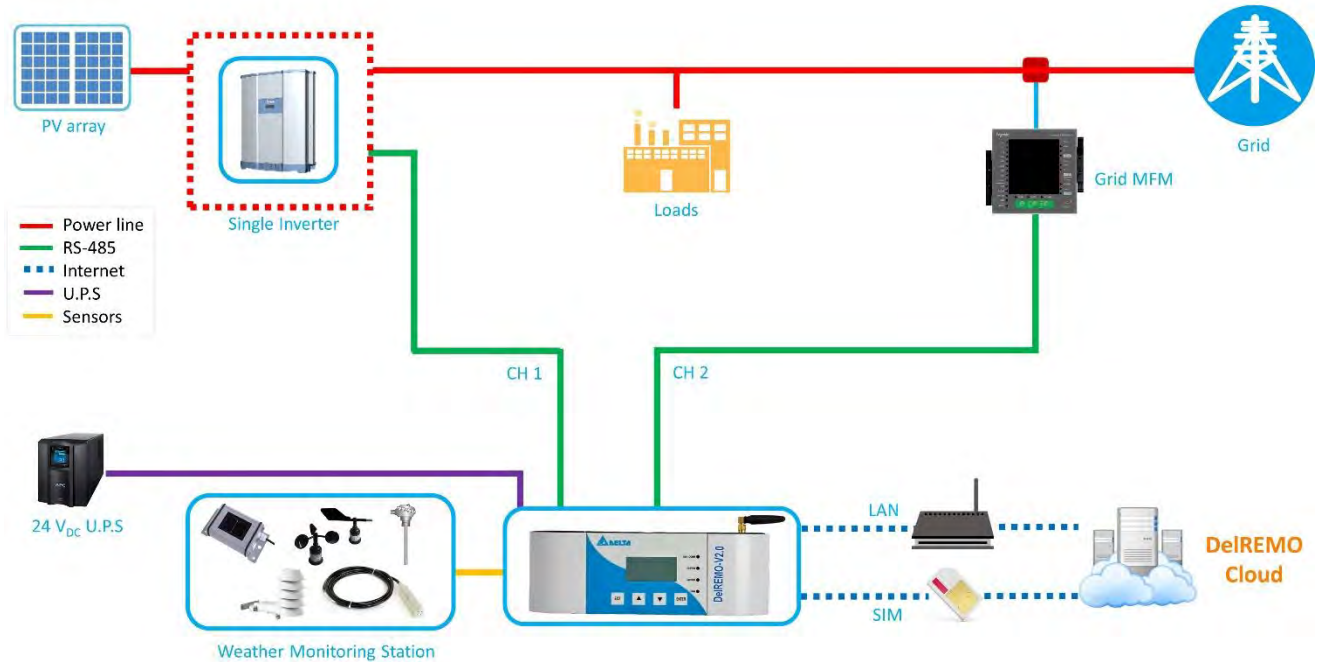 PV array
Single Inverter
Loads
Grid MFM
Grid
Power line
RS-485
Internet
U.P.S
Sensors
CH 1
CH 2
24 VDC U.P.S
Weather Monitoring Station
DELTA
DelREMO-V2.0
LAN
SIM
DelREMO
Cloud